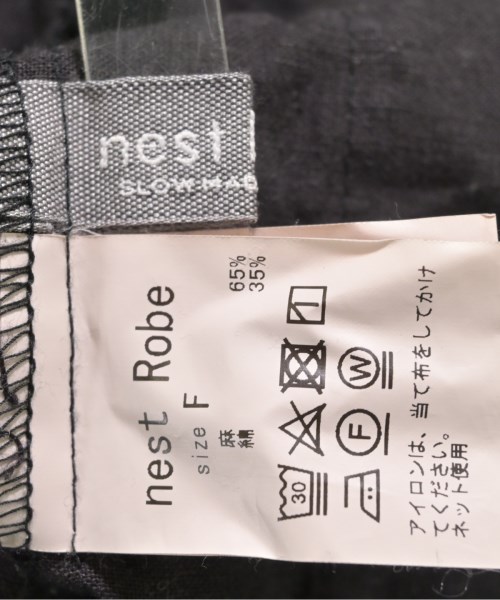 nest
SLOW MAD
nest Robe
size F
麻 65%
綿 35%
30
F W
アイロンは、当て布をしてかけ
てください。
ネット使用